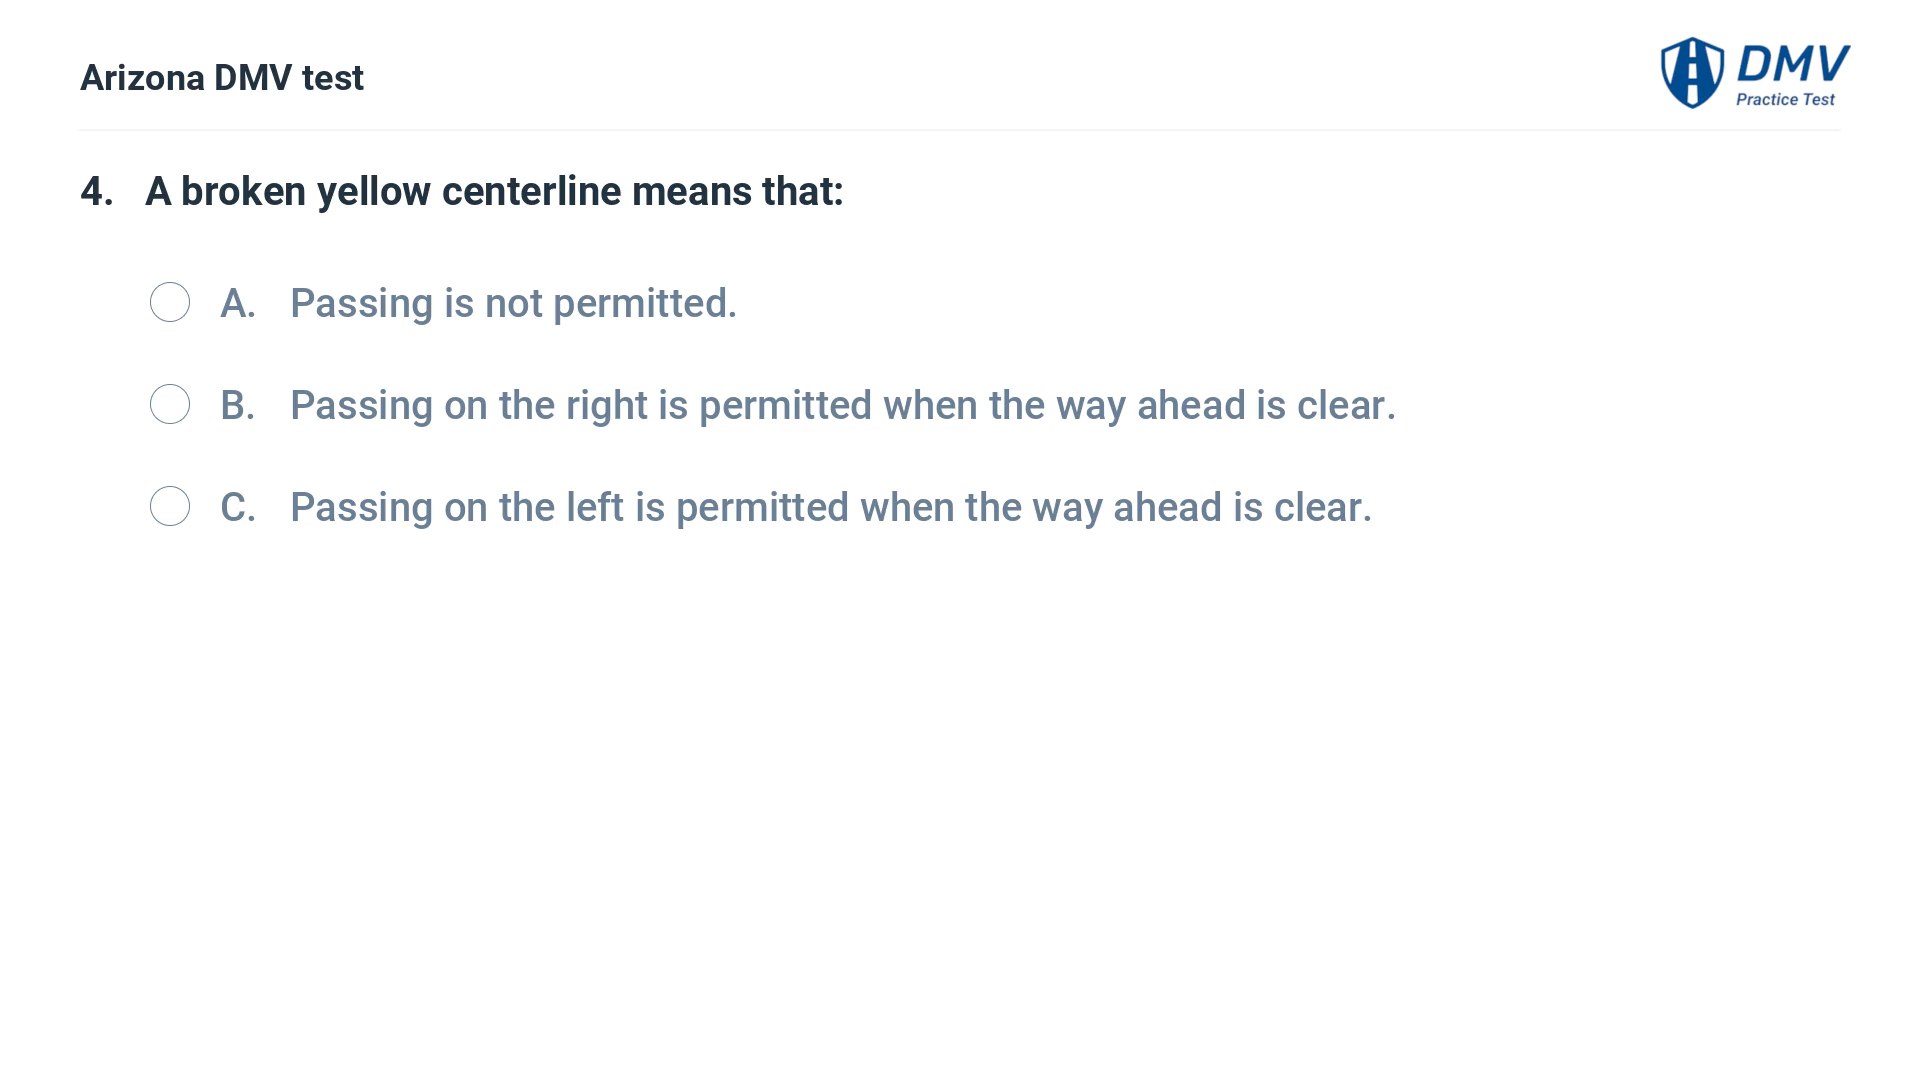 Arizona DMV test
DMV
Practice Test
4. A broken yellow centerline means that:
A. Passing is not permitted.
B. Passing on the right is permitted when the way ahead is clear.
C. Passing on the left is permitted when the way ahead is clear.